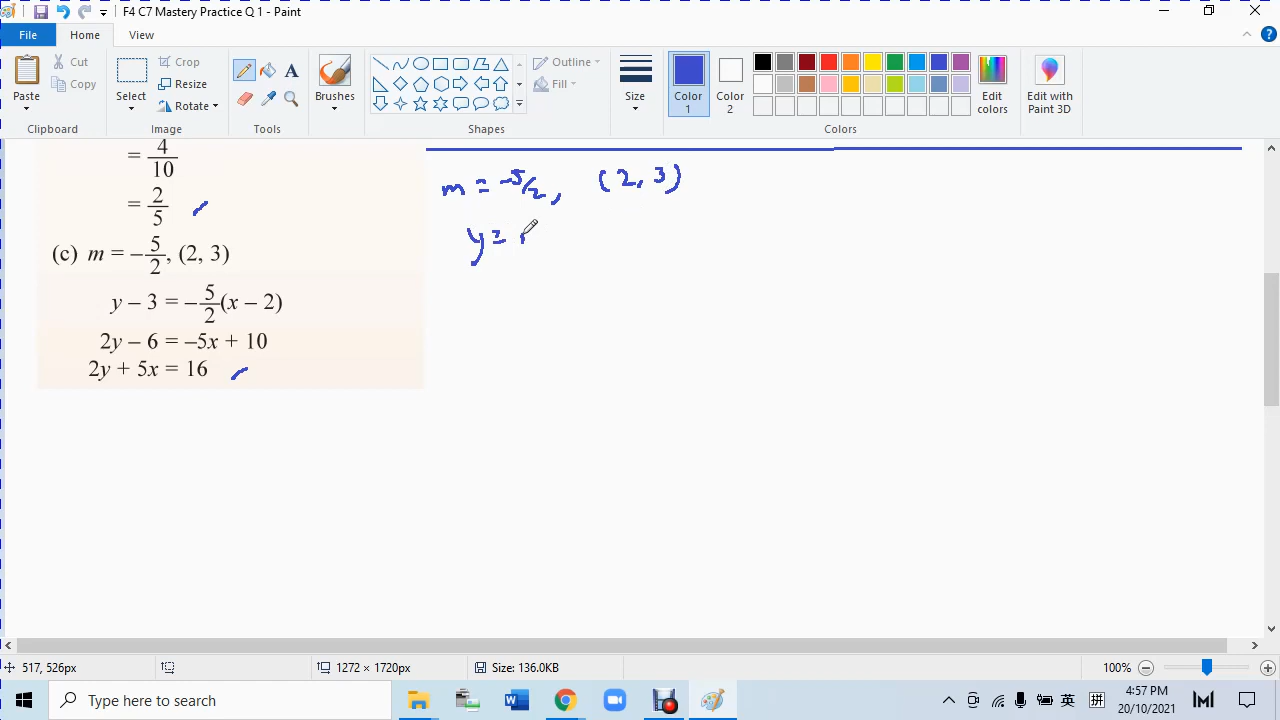 F4 C7 Mastery Practice Q 1 - Paint
File Home View
Paste Cut Copy Clipboard
Select Crop Resize Rotate Image
Tools
Brushes
Outline Fill Shapes
Size
Color 1 Color 2 Edit colors Colors
Edit with Paint 3D
= 4/10
= 2/5
(c) m = −5/2, (2, 3)
y − 3 = −5/2(x − 2)
2y − 6 = −5x + 10
2y + 5x = 16
m = -5/2, (2, 3)
y =
517, 526px 1272 × 1720px Size: 136.0KB 100%
Type here to search
英 拼 4:57 PM
20/10/2021